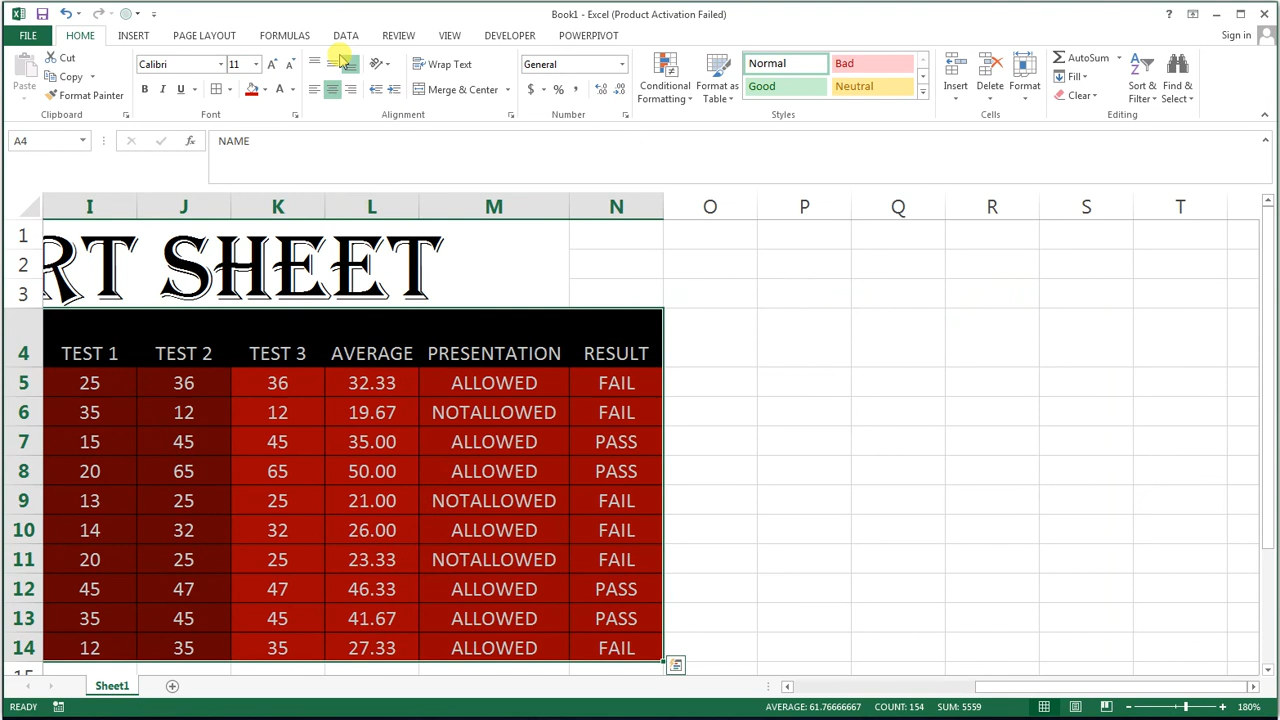 Book1 - Excel (Product Activation Failed)
?
FILE HOME INSERT PAGE LAYOUT FORMULAS DATA REVIEW VIEW DEVELOPER POWERPIVOT Sign in
Paste
Cut
Copy
Format Painter
Clipboard
Calibri 11
B I U A
Font
Wrap Text
Merge & Center
Alignment
General
$ % ,
Number
Conditional Formatting
Format as Table
Normal Bad
Good Neutral
Styles
Insert Delete Format
Cells
AutoSum
Fill
Clear
Sort & Filter
Find & Select
Editing
A4 fx NAME
I J K L M N O P Q R S T
1
2 RT SHEET
3
4 TEST 1 TEST 2 TEST 3 AVERAGE PRESENTATION RESULT
5 25 36 36 32.33 ALLOWED FAIL
6 35 12 12 19.67 NOTALLOWED FAIL
7 15 45 45 35.00 ALLOWED PASS
8 20 65 65 50.00 ALLOWED PASS
9 13 25 25 21.00 NOTALLOWED FAIL
10 14 32 32 26.00 ALLOWED FAIL
11 20 25 25 23.33 NOTALLOWED FAIL
12 45 47 47 46.33 ALLOWED PASS
13 35 45 45 41.67 ALLOWED PASS
14 12 35 35 27.33 ALLOWED FAIL
15
Sheet1
READY AVERAGE: 61.76666667 COUNT: 154 SUM: 5559 180%